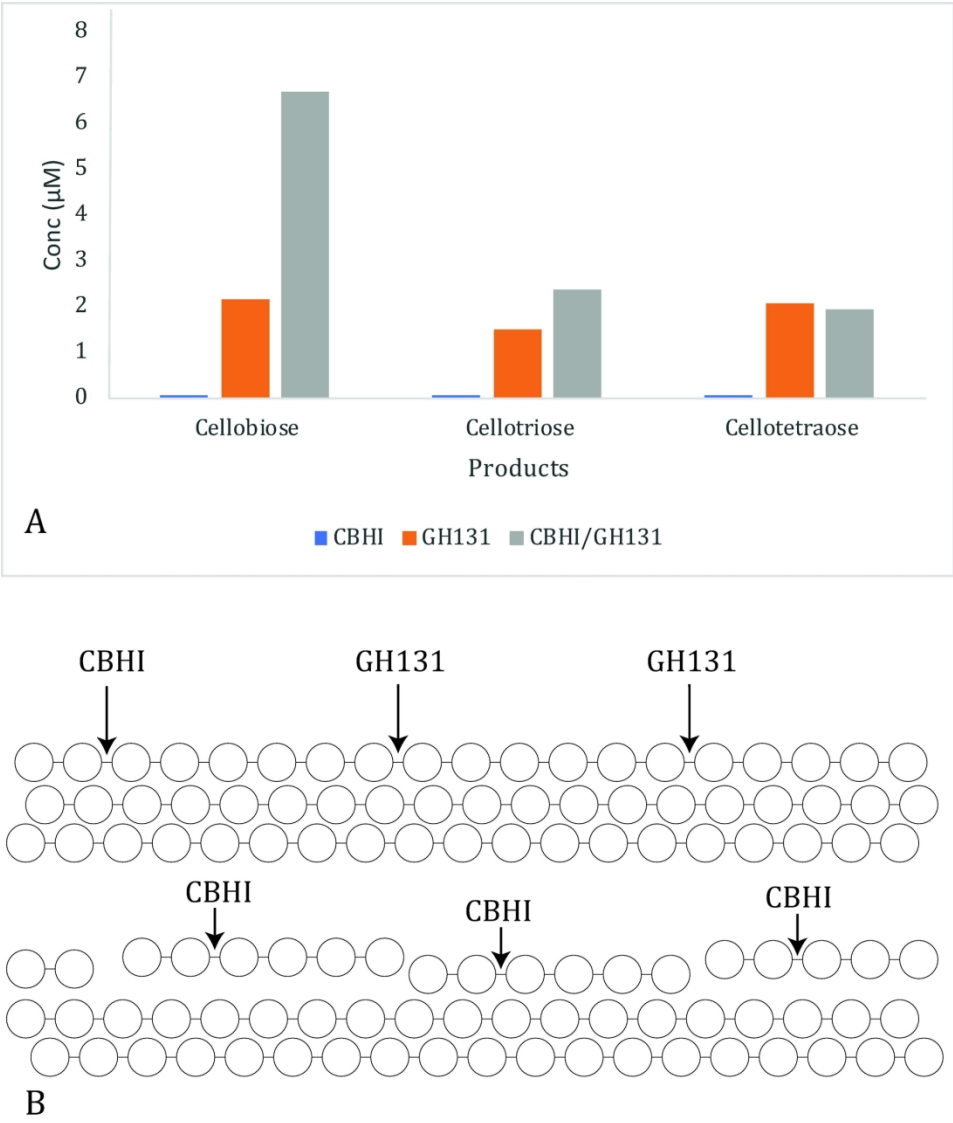 8
7
6
5
4
3
2
1
0
Conc (µM)
Cellobiose Cellotriose Cellotetraose
Products
A
CBHI GH131 CBHI/GH131
CBHI GH131 GH131
CBHI CBHI CBHI
B